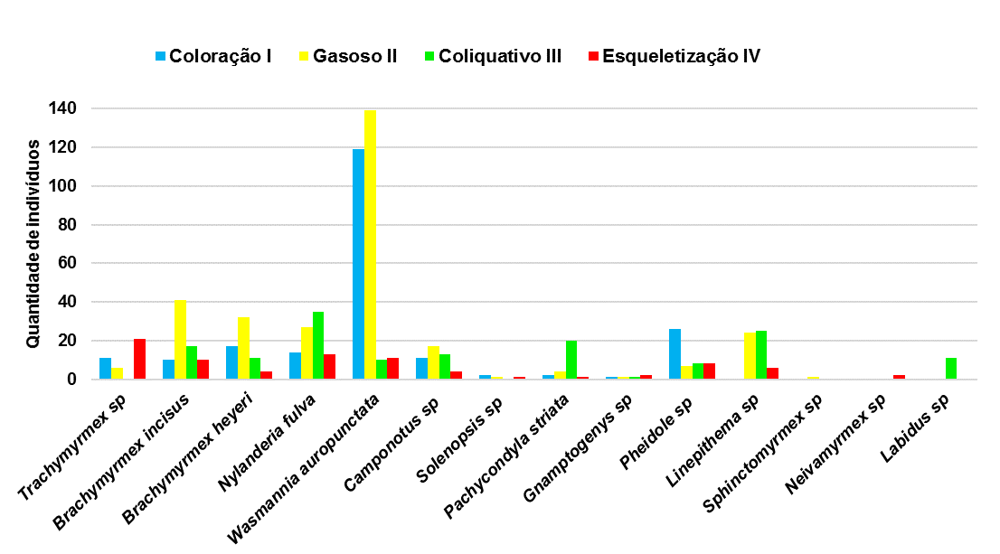 Coloração I Gasoso II Coliquativo III Esqueletização IV
Quantidade de indivíduos
140
120
100
80
60
40
20
0
Trachymyrmex sp
Brachymyrmex incisus
Brachymyrmex heyeri
Nylanderia fulva
Wasmannia auropunctata
Camponotus sp
Solenopsis sp
Pachycondyla striata
Gnamptogenys sp
Pheidole sp
Linepithema sp
Sphinctomyrmex sp
Neivamyrmex sp
Labidus sp